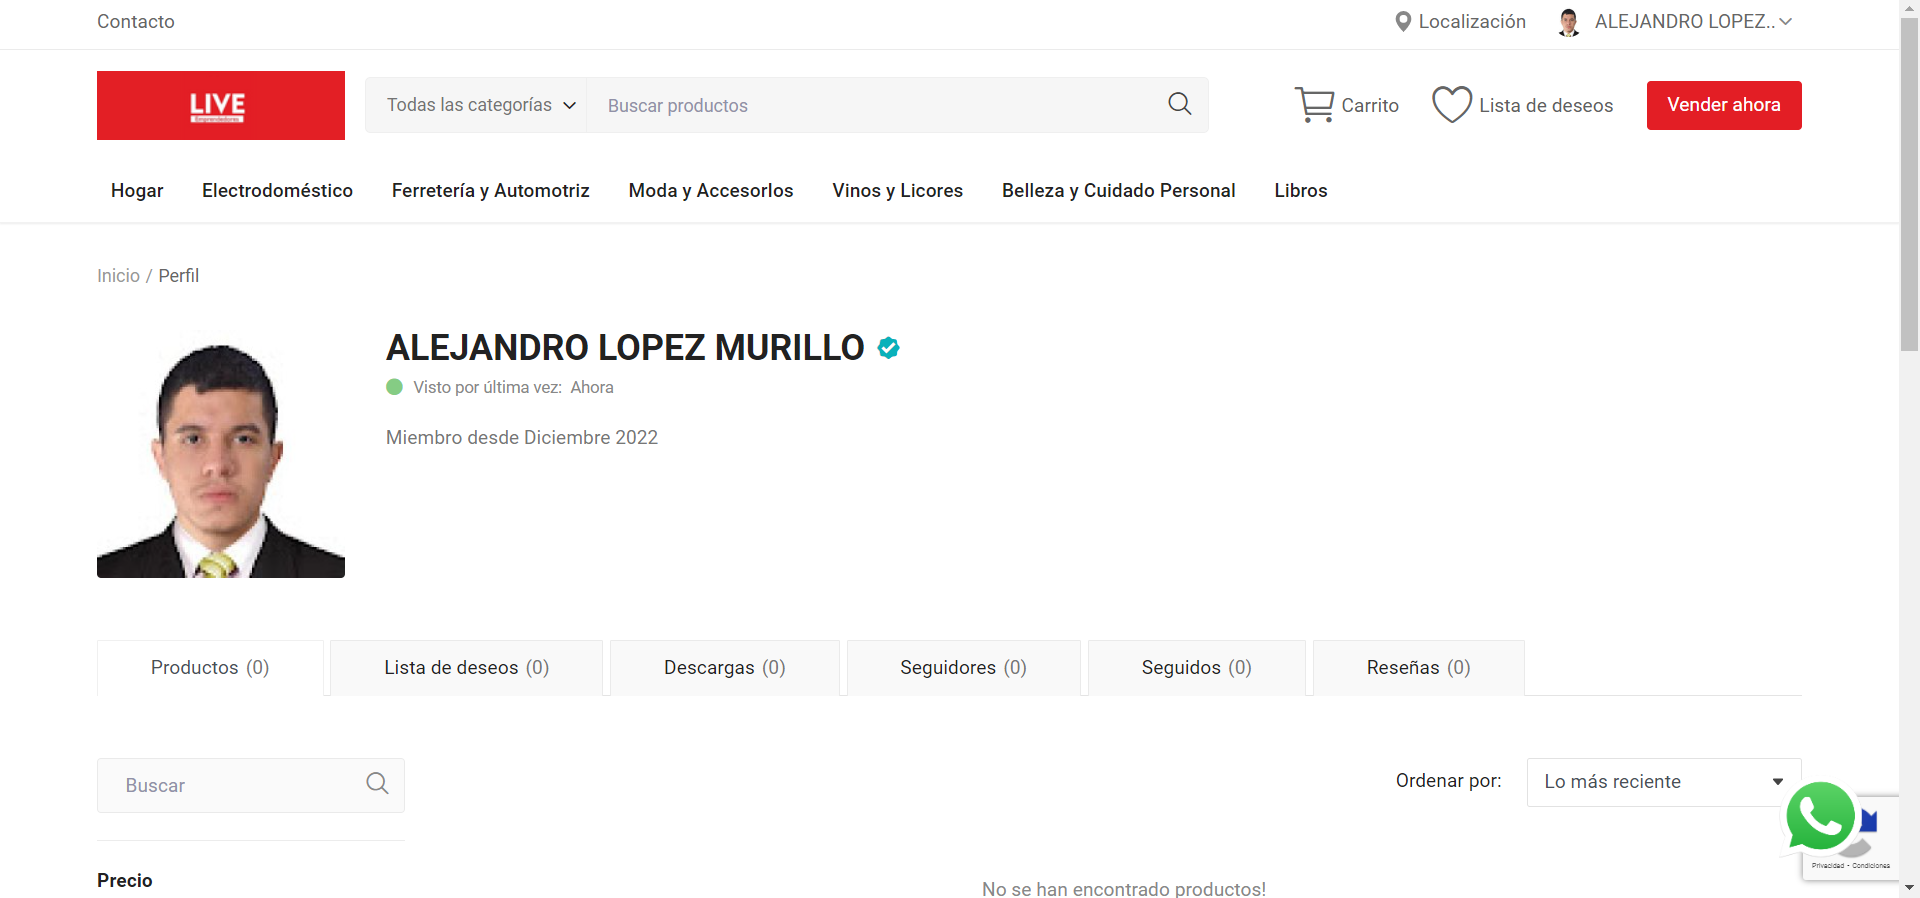 Contacto
Localización
ALEJANDRO LOPEZ..
LIVE
Emprendedores
Todas las categorías
Buscar productos
Carrito
Lista de deseos
Vender ahora
Hogar
Electrodoméstico
Ferretería y Automotriz
Moda y AccesorIos
Vinos y Licores
Belleza y Cuidado Personal
Libros
Inicio / Perfil
ALEJANDRO LOPEZ MURILLO
Visto por última vez: Ahora
Miembro desde Diciembre 2022
Productos (0)
Lista de deseos (0)
Descargas (0)
Seguidores (0)
Seguidos (0)
Reseñas (0)
Buscar
Ordenar por:
Lo más reciente
Privacidad - Condiciones
Precio
No se han encontrado productos!